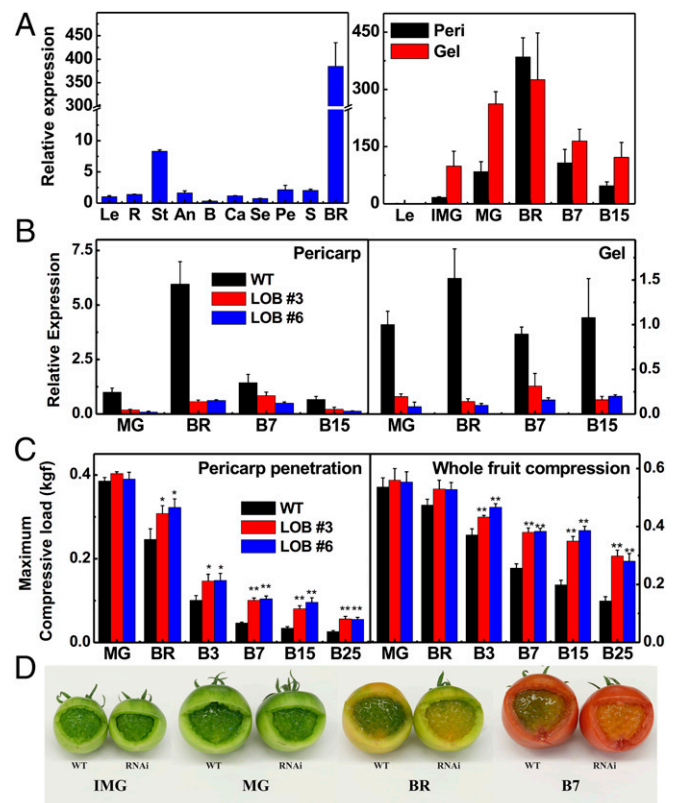 A
Relative expression
450
400
350
300
10
5
0
Le R St An B Ca Se Pe S BR
Peri
Gel
450
300
150
0
Le IMG MG BR B7 B15
B
Relative Expression
7.5
5.0
2.5
0.0
Pericarp
WT
LOB #3
LOB #6
MG BR B7 B15
Gel
1.5
1.0
0.5
0.0
MG BR B7 B15
C
Maximum
Compressive load (kgf)
0.4
0.2
0.0
Pericarp penetration
WT
LOB #3
LOB #6
* * * * ** ** ** ** ** **
MG BR B3 B7 B15 B25
Whole fruit compression
0.6
0.4
0.2
0.0
** ** ** ** ** ** ** **
MG BR B3 B7 B15 B25
D
WT RNAi WT RNAi WT RNAi WT RNAi
IMG MG BR B7